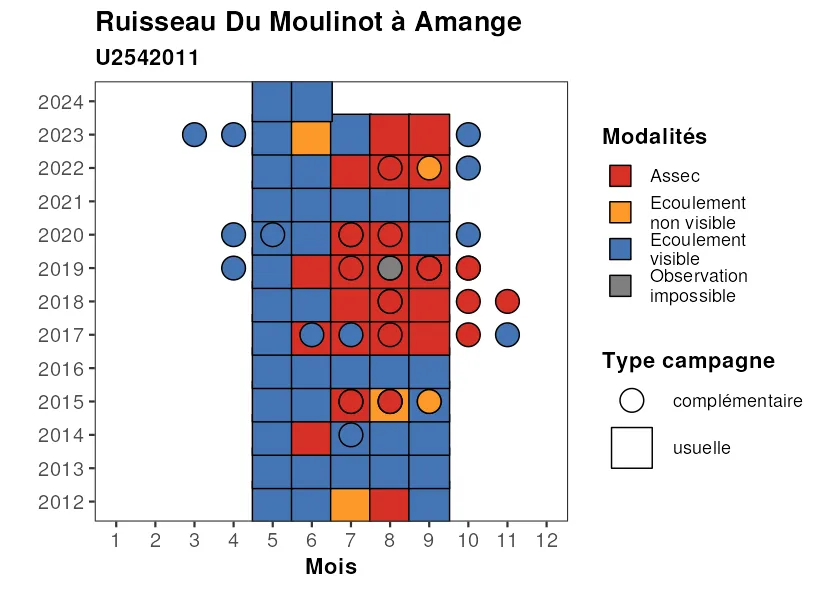 Ruisseau Du Moulinot à Amange
U2542011
2024
2023
2022
2021
2020
2019
2018
2017
2016
2015
2014
2013
2012
1 2 3 4 5 6 7 8 9 10 11 12
Mois
Modalités
Assec
Ecoulement
non visible
Ecoulement
visible
Observation
impossible
Type campagne
complémentaire
usuelle